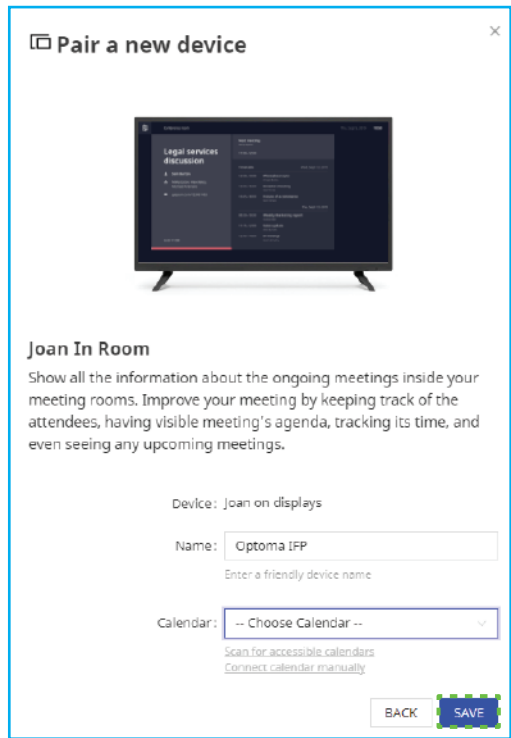 Pair a new device
Legal services
discussion
Joan In Room
Show all the information about the ongoing meetings inside your
meeting rooms. Improve your meeting by keeping track of the
attendees, having visible meeting's agenda, tracking its time, and
even seeing any upcoming meetings.
Device: Joan on displays
Name: Optoma IFP
Enter a friendly device name
Calendar: -- Choose Calendar --
Scan for accessible calendars
Connect calendar manually
BACK SAVE